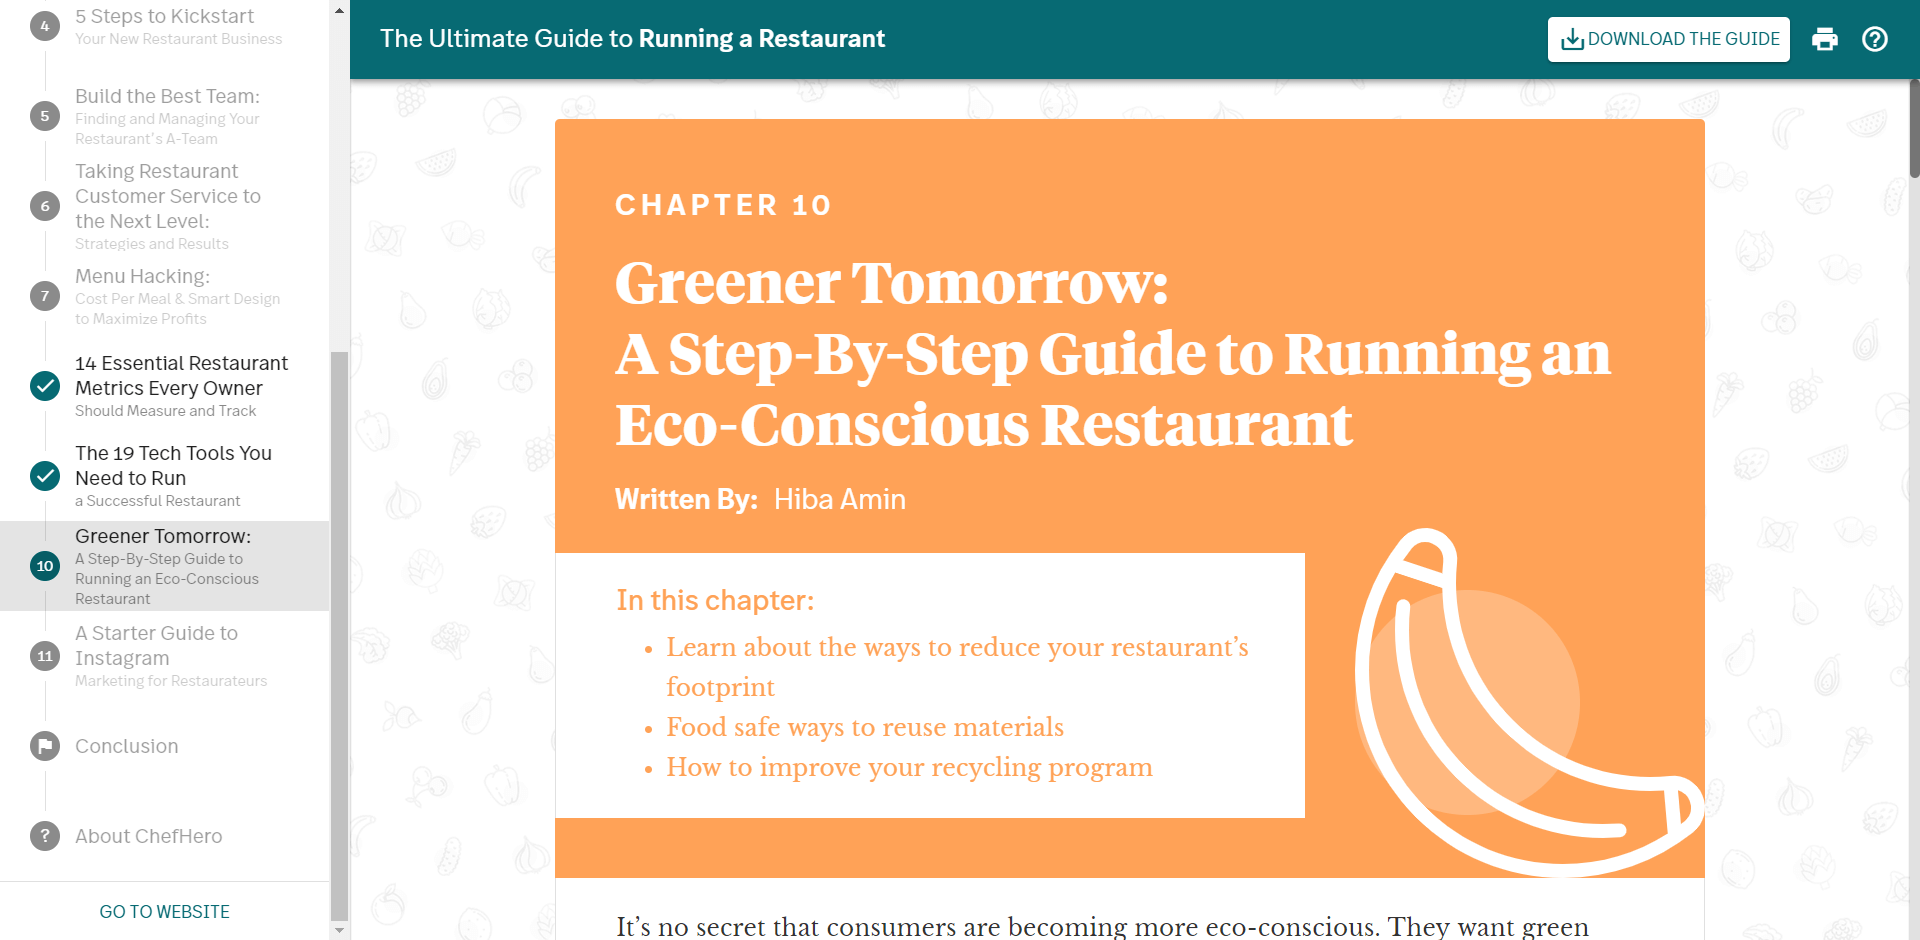 4
5 Steps to Kickstart
Your New Restaurant Business
5
Build the Best Team:
Finding and Managing Your
Restaurant's A-Team
6
Taking Restaurant
Customer Service to
the Next Level:
Strategies and Results
7
Menu Hacking:
Cost Per Meal & Smart Design
to Maximize Profits
14 Essential Restaurant
Metrics Every Owner
Should Measure and Track
The 19 Tech Tools You
Need to Run
a Successful Restaurant
10
Greener Tomorrow:
A Step-By-Step Guide to
Running an Eco-Conscious
Restaurant
11
A Starter Guide to
Instagram
Marketing for Restaurateurs
Conclusion
?
About ChefHero
GO TO WEBSITE
The Ultimate Guide to Running a Restaurant
DOWNLOAD THE GUIDE
?
CHAPTER 10
Greener Tomorrow:
A Step-By-Step Guide to Running an
Eco-Conscious Restaurant
Written By: Hiba Amin
In this chapter:
• Learn about the ways to reduce your restaurant’s
footprint
• Food safe ways to reuse materials
• How to improve your recycling program
It’s no secret that consumers are becoming more eco-conscious. They want green